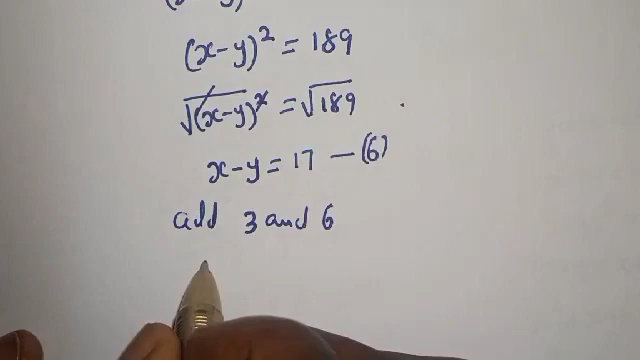 (x-y)² = 189
√(x-y)² = √189
x-y = 17 — (6)
add 3 and 6